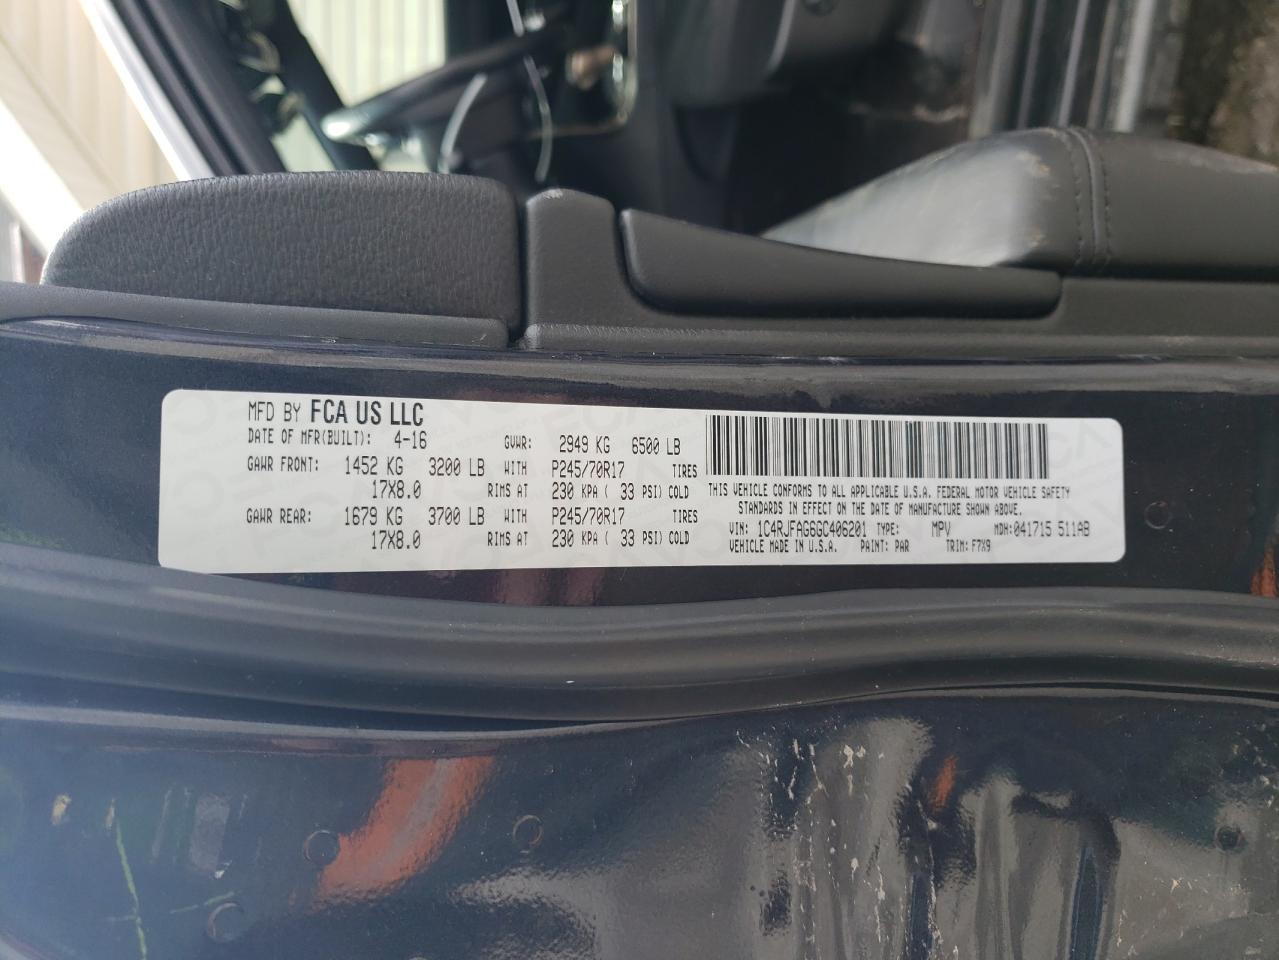 MFD BY FCA US LLC
DATE OF MFR(BUILT): 4-16 GVWR: 2949 KG 6500 LB
GAWR FRONT: 1452 KG 3200 LB WITH P245/70R17 TIRES
17X8.0 RIMS AT 230 KPA ( 33 PSI) COLD
GAWR REAR: 1679 KG 3700 LB WITH P245/70R17 TIRES
17X8.0 RIMS AT 230 KPA ( 33 PSI) COLD
THIS VEHICLE CONFORMS TO ALL APPLICABLE U.S.A. FEDERAL MOTOR VEHICLE SAFETY
STANDARDS IN EFFECT ON THE DATE OF MANUFACTURE SHOWN ABOVE.
VIN: 1C4RJFAG6GC406201 TYPE: MPV MDH:041715 511AB
VEHICLE MADE IN U.S.A. PAINT: PAR TRIM: F7X9